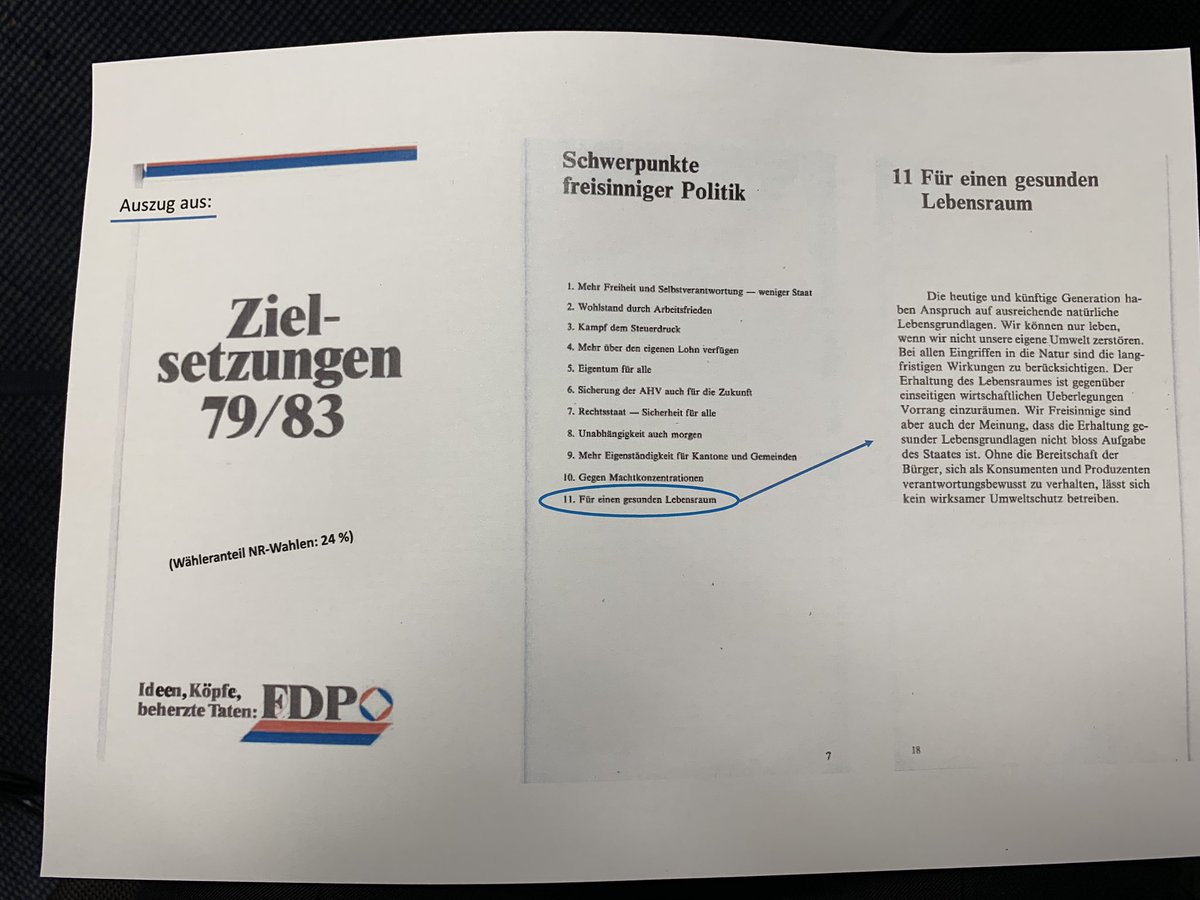 Auszug aus:
Ziel-
setzungen
79/83
(Wähleranteil NR-Wahlen: 24 %)
Ideen, Köpfe,
beherzte Taten: FDP
Schwerpunkte
freisinniger Politik
1. Mehr Freiheit und Selbstverantwortung — weniger Staat
2. Wohlstand durch Arbeitsfrieden
3. Kampf dem Steuerdruck
4. Mehr über den eigenen Lohn verfügen
5. Eigentum für alle
6. Sicherung der AHV auch für die Zukunft
7. Rechtsstaat — Sicherheit für alle
8. Unabhängigkeit auch morgen
9. Mehr Eigenständigkeit für Kantone und Gemeinden
10. Gegen Machtkonzentrationen
11. Für einen gesunden Lebensraum
7
11 Für einen gesunden
Lebensraum
Die heutige und künftige Generation ha-
ben Anspruch auf ausreichende natürliche
Lebensgrundlagen. Wir können nur leben,
wenn wir nicht unsere eigene Umwelt zerstören.
Bei allen Eingriffen in die Natur sind die lang-
fristigen Wirkungen zu berücksichtigen. Der
Erhaltung des Lebensraumes ist gegenüber
einseitigen wirtschaftlichen Ueberlegungen
Vorrang einzuräumen. Wir Freisinnige sind
aber auch der Meinung, dass die Erhaltung ge-
sunder Lebensgrundlagen nicht bloss Aufgabe
des Staates ist. Ohne die Bereitschaft der
Bürger, sich als Konsumenten und Produzenten
verantwortungsbewusst zu verhalten, lässt sich
kein wirksamer Umweltschutz betreiben.
18